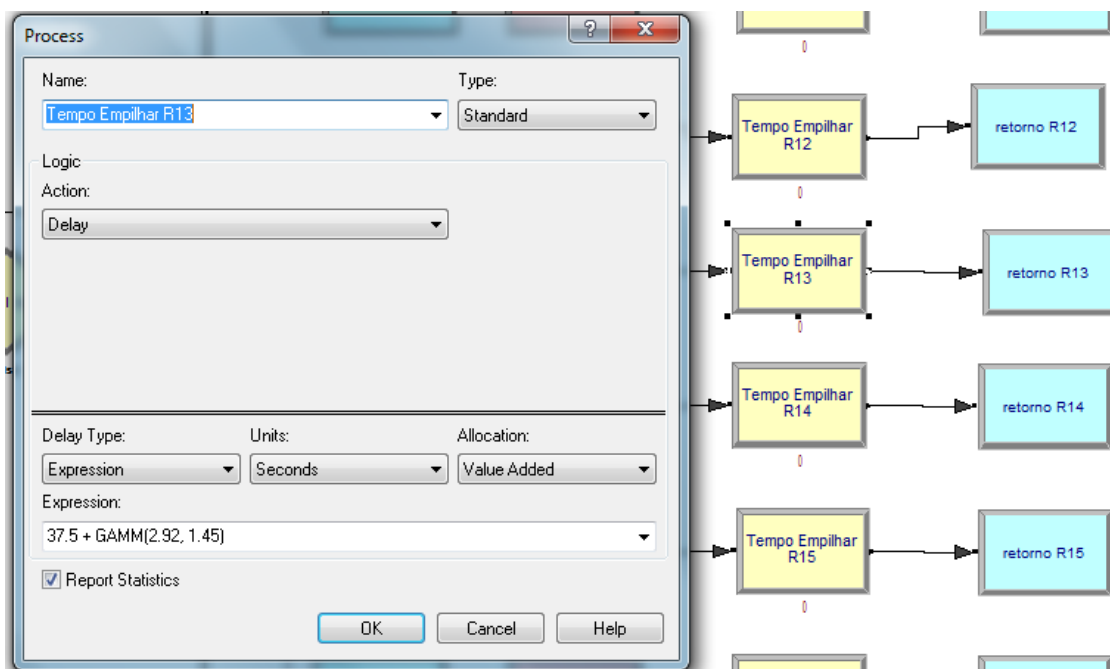 Process
?
X
Name:
Tempo Empilhar R13
Type:
Standard
Logic
Action:
Delay
Delay Type:
Expression
Units:
Seconds
Allocation:
Value Added
Expression:
37.5 + GAMM(2.92, 1.45)
Report Statistics
OK
Cancel
Help
0
Tempo Empilhar
R12
0
retorno R12
Tempo Empilhar
R13
0
retorno R13
Tempo Empilhar
R14
0
retorno R14
Tempo Empilhar
R15
0
retorno R15